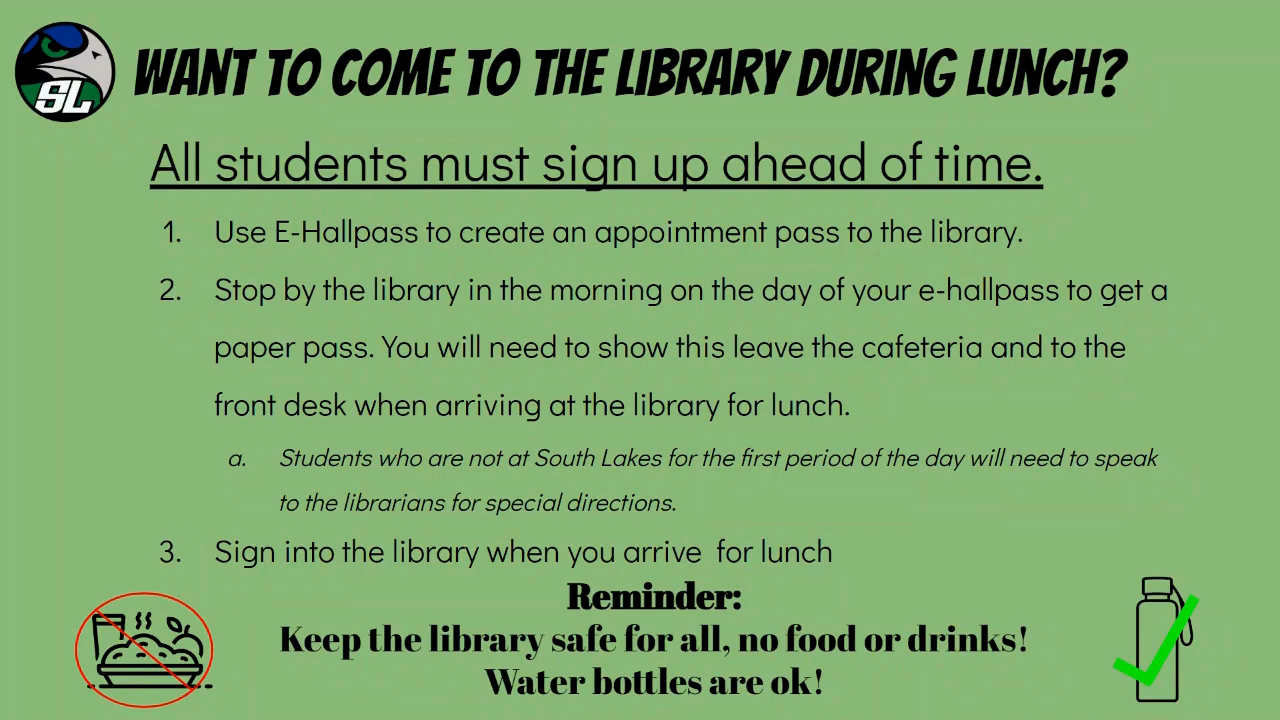 SL
WANT TO COME TO THE LIBRARY DURING LUNCH?
All students must sign up ahead of time.
1. Use E-Hallpass to create an appointment pass to the library.
2. Stop by the library in the morning on the day of your e-hallpass to get a
paper pass. You will need to show this leave the cafeteria and to the
front desk when arriving at the library for lunch.
a. Students who are not at South Lakes for the first period of the day will need to speak
to the librarians for special directions.
3. Sign into the library when you arrive  for lunch
Reminder:
Keep the library safe for all, no food or drinks!
Water bottles are ok!